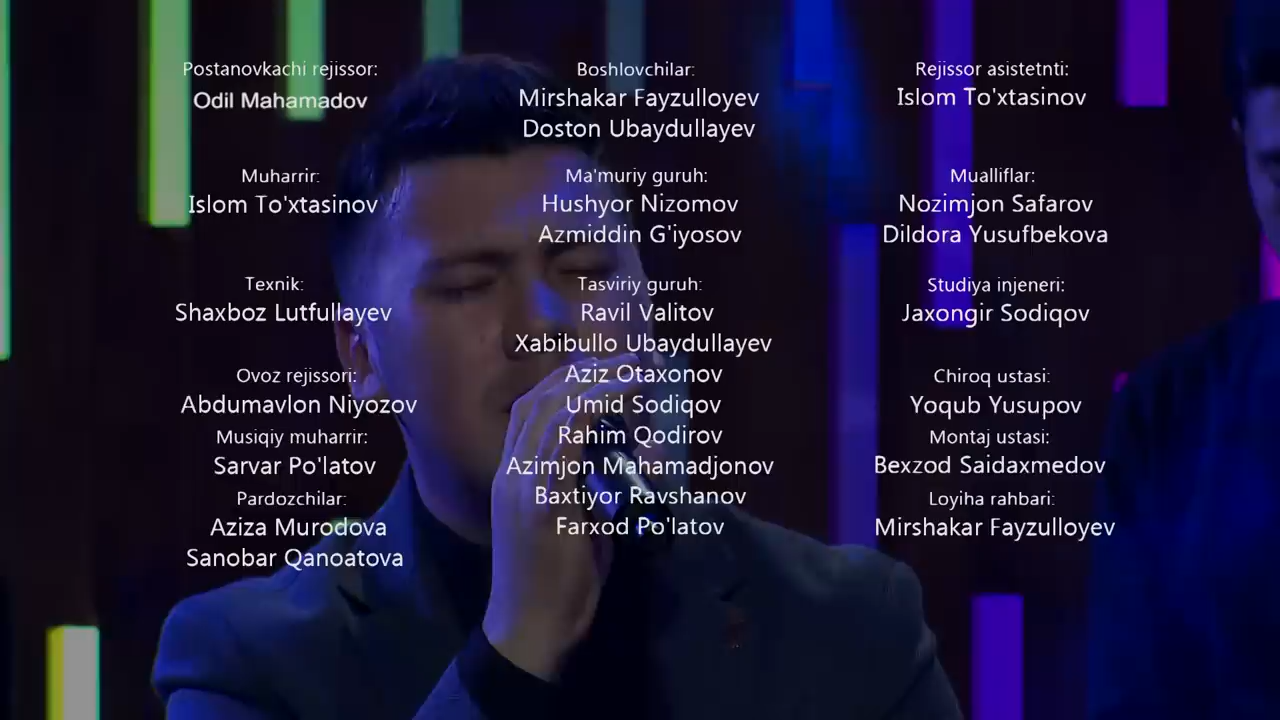 Postanovkachi rejissor:
Odil Mahamadov
Muharrir:
Islom To'xtasinov
Texnik:
Shaxboz Lutfullayev
Ovoz rejissori:
Abdumavlon Niyozov
Musiqiy muharrir:
Sarvar Po'latov
Pardozchilar:
Aziza Murodova
Sanobar Qanoatova
Boshlovchilar:
Mirshakar Fayzulloyev
Doston Ubaydullayev
Ma'muriy guruh:
Hushyor Nizomov
Azmiddin G'iyosov
Tasviriy guruh:
Ravil Valitov
Xabibullo Ubaydullayev
Aziz Otaxonov
Umid Sodiqov
Rahim Qodirov
Azimjon Mahamadjonov
Baxtiyor Ravshanov
Farxod Po'latov
Rejissor asistetnti:
Islom To'xtasinov
Mualliflar:
Nozimjon Safarov
Dildora Yusufbekova
Studiya injeneri:
Jaxongir Sodiqov
Chiroq ustasi:
Yoqub Yusupov
Montaj ustasi:
Bexzod Saidaxmedov
Loyiha rahbari:
Mirshakar Fayzulloyev